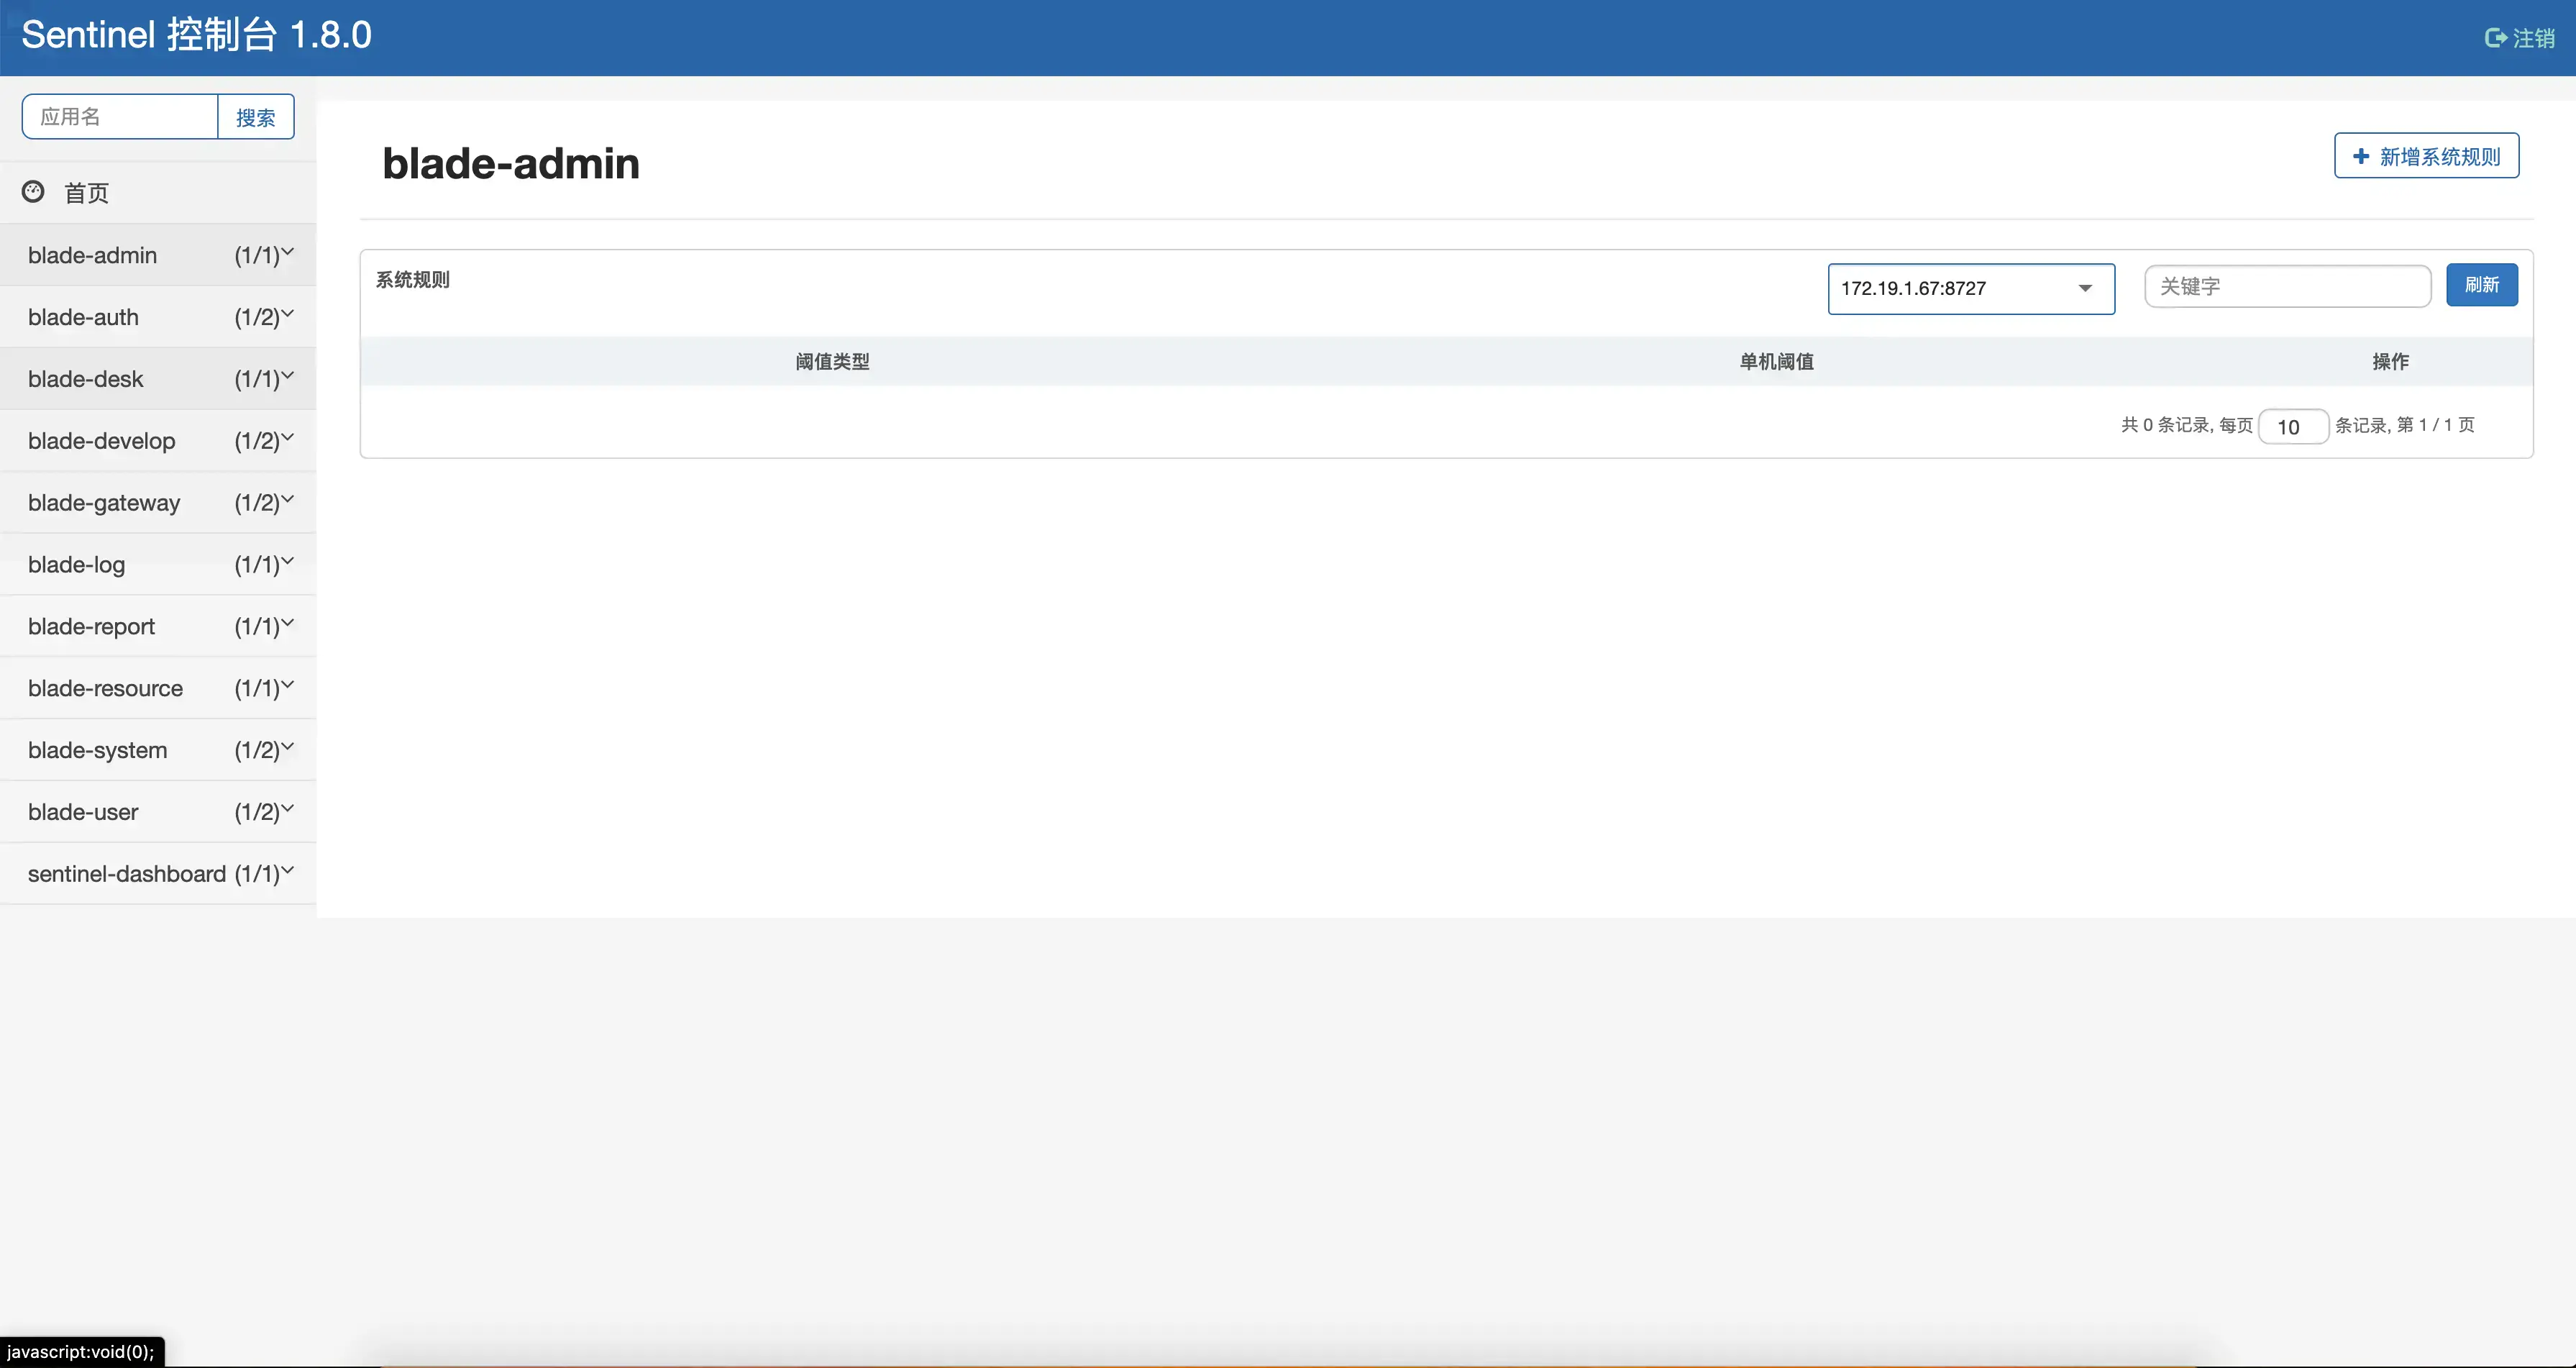 Sentinel 控制台 1.8.0
注销
应用名
搜索
首页
blade-admin (1/1)
blade-auth (1/2)
blade-desk (1/1)
blade-develop (1/2)
blade-gateway (1/2)
blade-log (1/1)
blade-report (1/1)
blade-resource (1/1)
blade-system (1/2)
blade-user (1/2)
sentinel-dashboard (1/1)
blade-admin
新增系统规则
系统规则
172.19.1.67:8727
关键字
刷新
阈值类型 单机阈值 操作
共 0 条记录, 每页 10 条记录, 第 1 / 1 页
javascript:void(0);